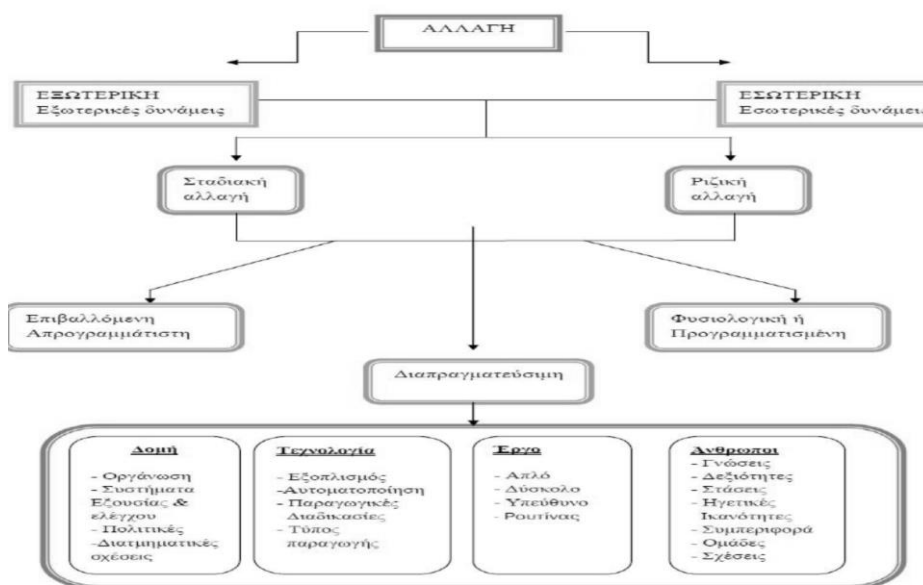 ΑΛΛΑΓΗ
ΕΞΩΤΕΡΙΚΗ
Εξωτερικές δυνάμεις
ΕΣΩΤΕΡΙΚΗ
Εσωτερικές δυνάμεις
Σταδιακή
αλλαγή
Ριζική
αλλαγή
Επιβαλλόμενη
Απρογραμμάτιστη
Φυσιολογική ή
Προγραμματισμένη
Διαπραγματεύσιμη
Δομή
- Οργάνωση
- Συστήματα
Εξουσίας &
ελέγχου
- Πολιτικές
-Διατμηματικές
σχέσεις
Τεχνολογία
- Εξοπλισμός
-Αυτοματοποίηση
- Παραγωγικές
Διαδικασίες
- Τύπος
παραγωγής
Έργο
- Απλό
- Δύσκολο
- Υπεύθυνο
- Ρουτίνας
Άνθρωποι
- Γνώσεις
- Δεξιότητες
- Στάσεις
- Ηγετικές
Ικανότητες
- Συμπεριφορά
- Ομάδες
- Σχέσεις